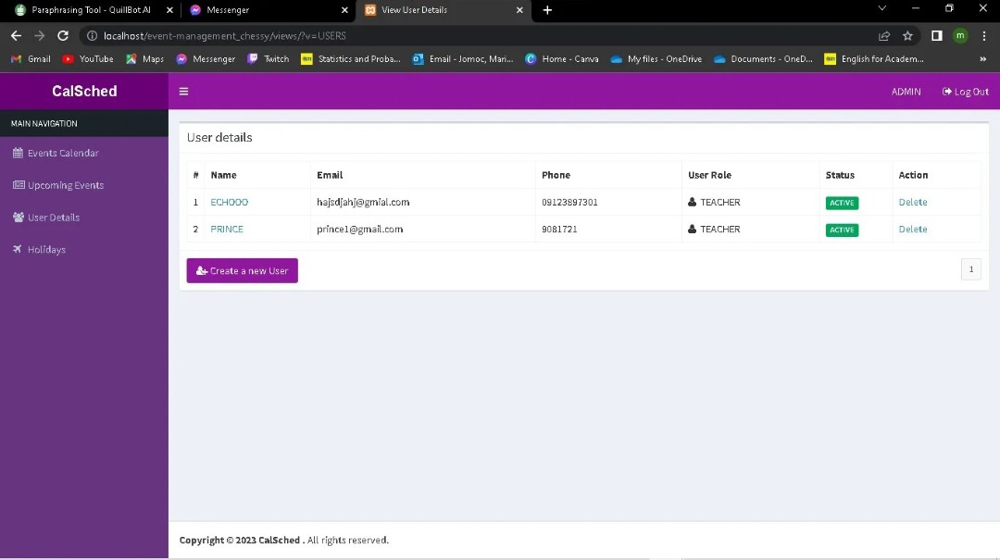 Paraphrasing Tool - QuillBot AI
Messenger
View User Details
localhost/event-management_chessy/views/?v=USERS
m
Gmail YouTube Maps Messenger Twitch Statistics and Proba... Email - Jomoc, Mari... Home - Canva My files - OneDrive Documents - OneD... English for Academ... »
CalSched
ADMIN Log Out
MAIN NAVIGATION
Events Calendar
Upcoming Events
User Details
Holidays
User details
# Name Email Phone User Role Status Action
1 ECHOOO hajsdjahj@gmial.com 09123897301 TEACHER ACTIVE Delete
2 PRINCE prince1@gmail.com 9081721 TEACHER ACTIVE Delete
Create a new User
1
Copyright © 2023 CalSched . All rights reserved.